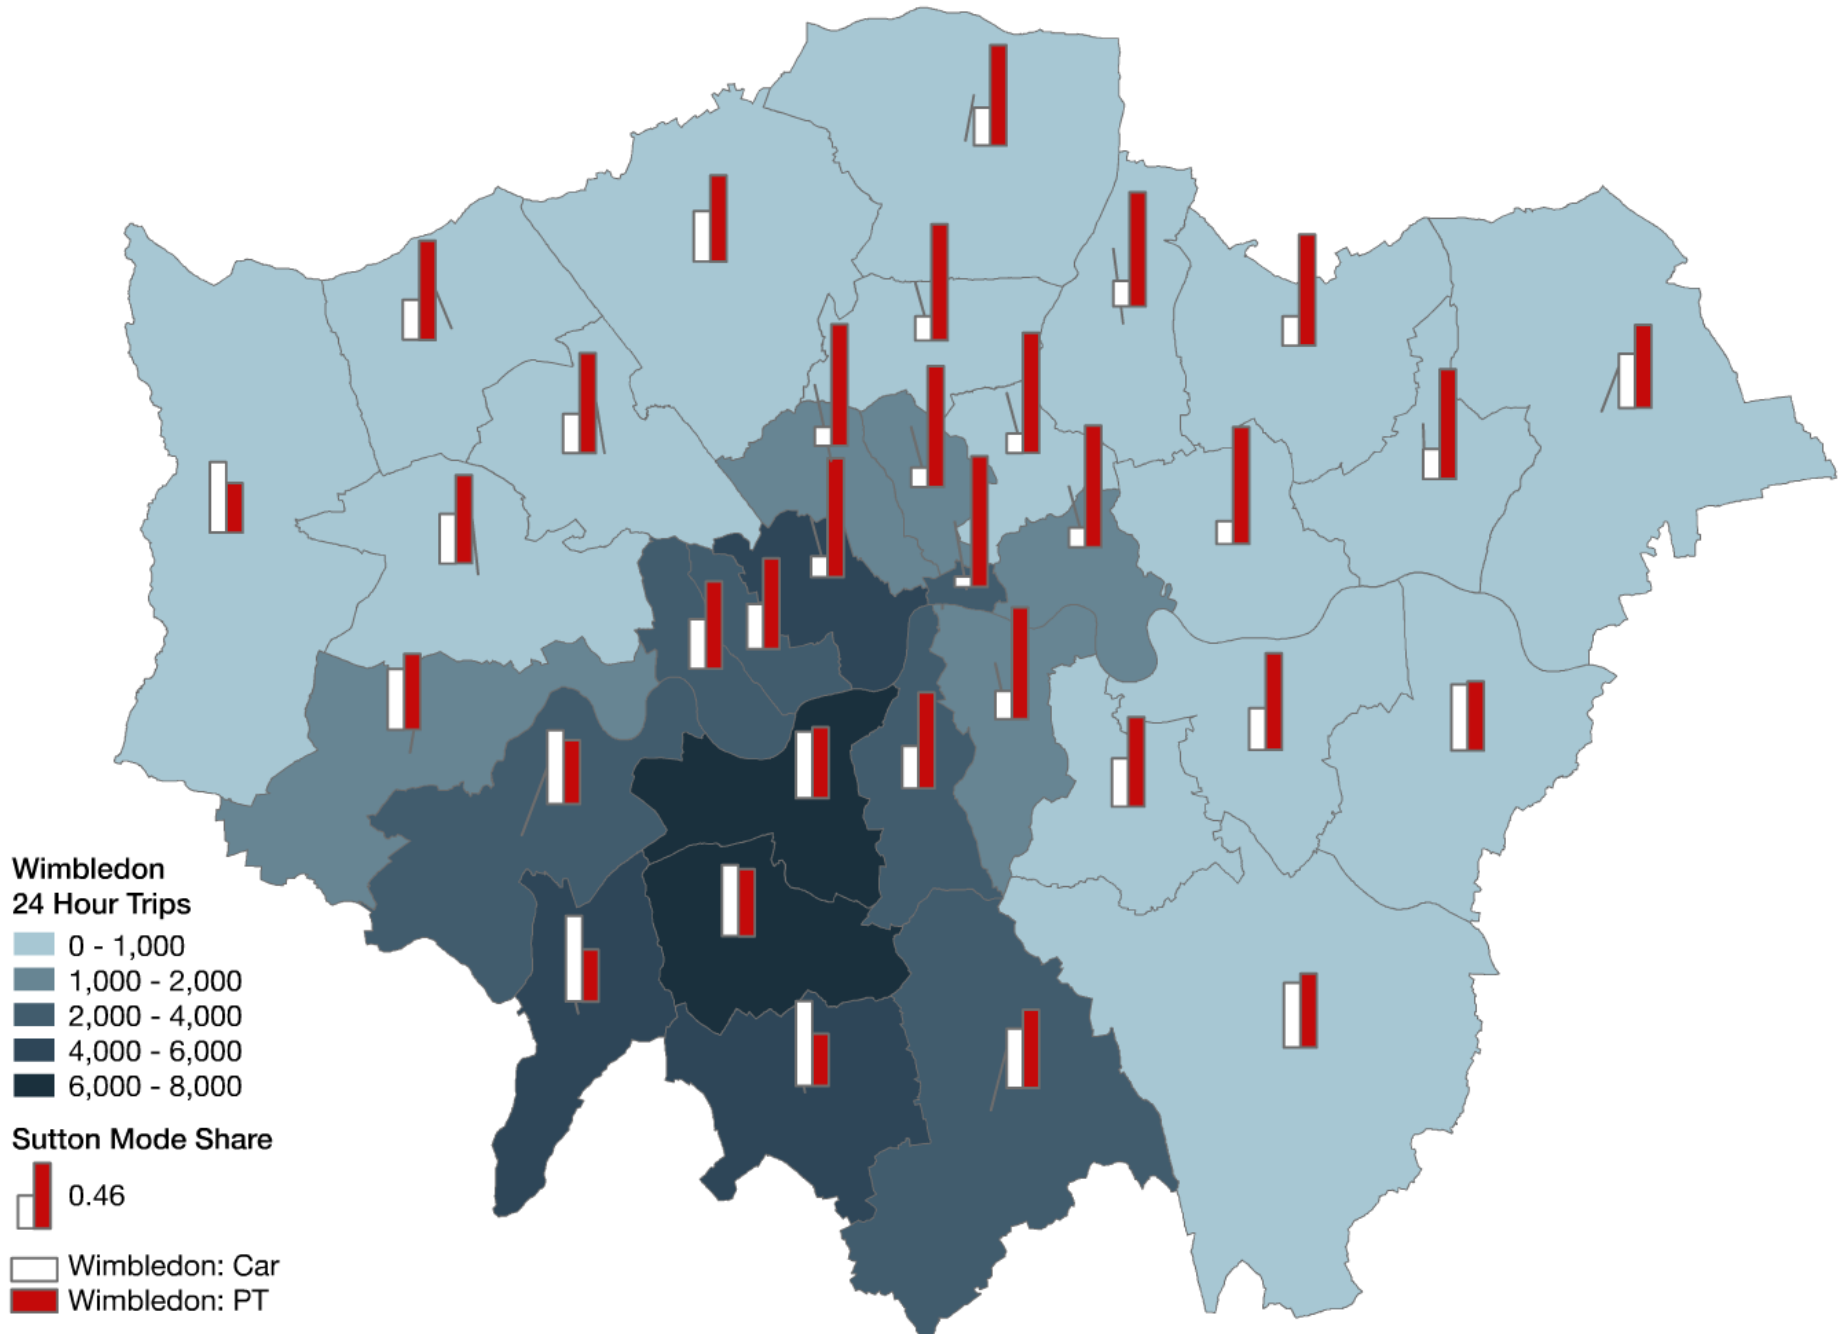 Wimbledon
24 Hour Trips
0 - 1,000
1,000 - 2,000
2,000 - 4,000
4,000 - 6,000
6,000 - 8,000
Sutton Mode Share
0.46
Wimbledon: Car
Wimbledon: PT